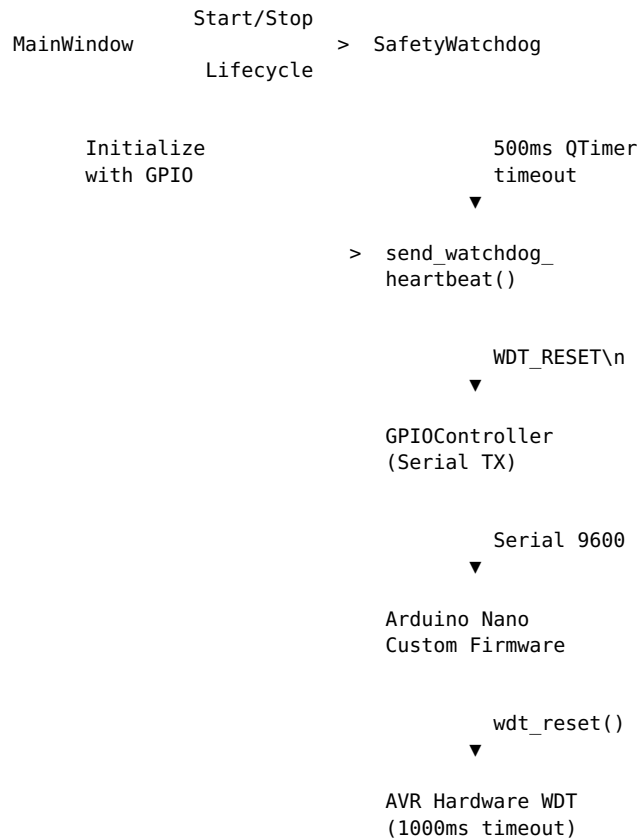 Start/Stop
MainWindow > SafetyWatchdog
Lifecycle
Initialize 500ms QTimer
with GPIO timeout
▼
> send_watchdog_
heartbeat()
WDT_RESET\n
▼
GPIOController
(Serial TX)
Serial 9600
▼
Arduino Nano
Custom Firmware
wdt_reset()
▼
AVR Hardware WDT
(1000ms timeout)